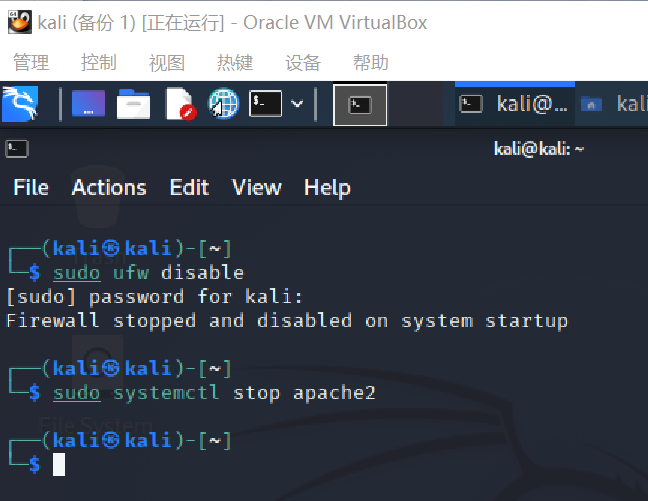 kali (备份 1) [正在运行] - Oracle VM VirtualBox
管理 控制 视图 热键 设备 帮助
kali@... kali
kali@kali: ~
File Actions Edit View Help
┌──(kali㉿kali)-[~]
└─$ sudo ufw disable
[sudo] password for kali:
Firewall stopped and disabled on system startup
┌──(kali㉿kali)-[~]
└─$ sudo systemctl stop apache2
File System
┌──(kali㉿kali)-[~]
└─$